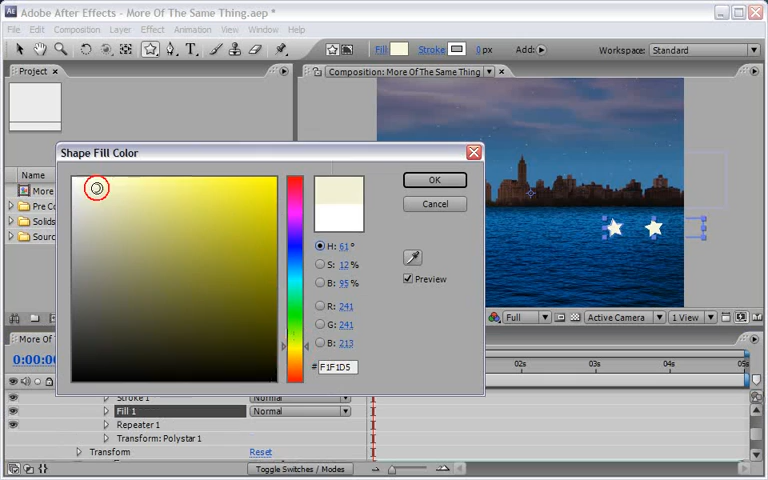 Adobe After Effects - More Of The Same Thing.aep *
File Edit Composition Layer Effect Animation View Window Help
Fill Stroke 0 px Add: Workspace: Standard
Project Composition: More Of The Same Thing
Shape Fill Color
OK
Cancel
H: 61°
S: 12 %
B: 95 %
Preview
R: 241
G: 241
B: 213
# F1F1D5
Name
More
Pre Co
Solids
Sourc
Full Active Camera 1 View
More Of T
0:00:0
02s 03s 04s 05s
Stroke 1 Normal
Fill 1 Normal
Repeater 1
Transform: Polystar 1
Transform Reset
Toggle Switches / Modes